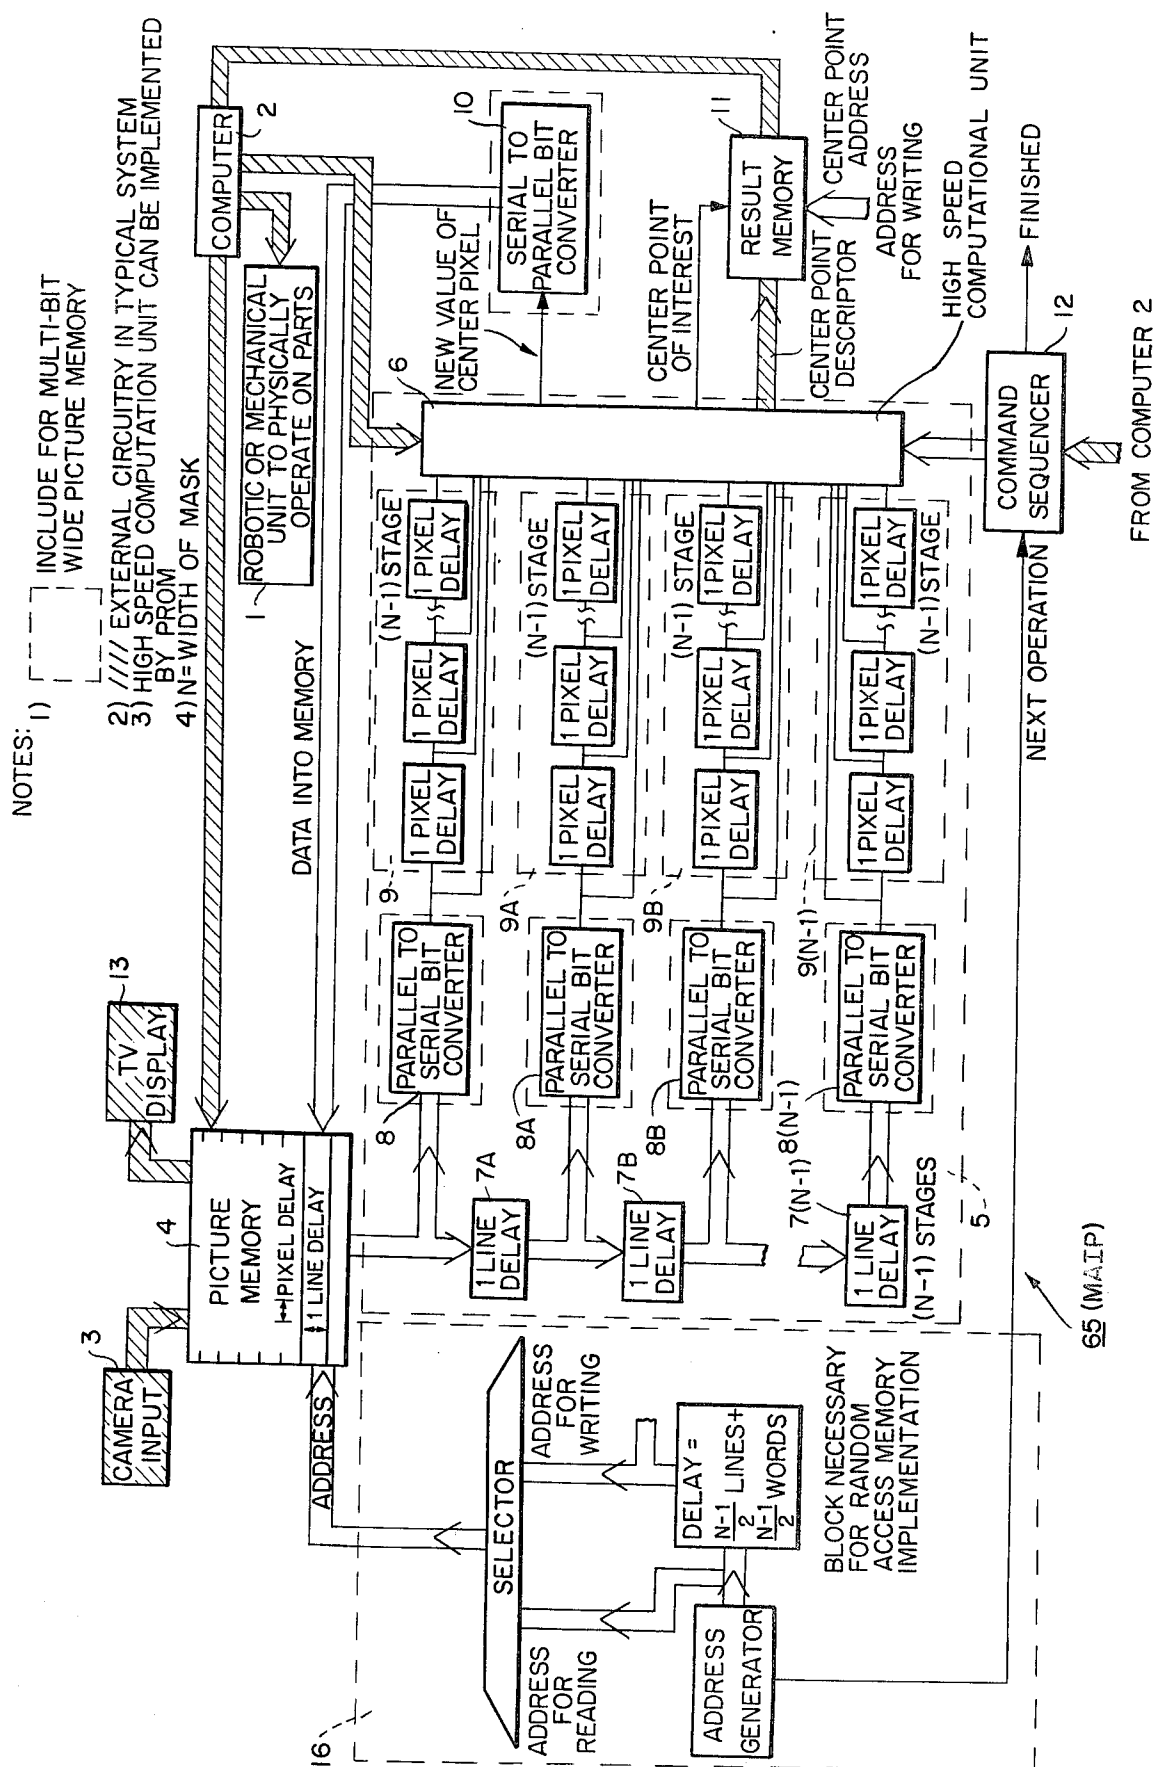 NOTES:
1)
INCLUDE FOR MULTI-BIT
WIDE PICTURE MEMORY
2) //// EXTERNAL CIRCUITRY IN TYPICAL SYSTEM
3) HIGH SPEED COMPUTATION UNIT CAN BE IMPLEMENTED
BY PROM
4) N=WIDTH OF MASK
3
CAMERA
INPUT
13
TV
DISPLAY
COMPUTER
2
1
ROBOTIC OR MECHANICAL
UNIT TO PHYSICALLY
OPERATE ON PARTS
4
PICTURE
MEMORY
PIXEL DELAY
1 LINE DELAY
ADDRESS
DATA INTO MEMORY
NEW VALUE OF
CENTER PIXEL
10
SERIAL TO
PARALLEL BIT
CONVERTER
8
PARALLEL TO
SERIAL BIT
CONVERTER
9
1 PIXEL
DELAY
1 PIXEL
DELAY
(N-1) STAGE
1 PIXEL
DELAY
6
7A
1 LINE
DELAY
8A
PARALLEL TO
SERIAL BIT
CONVERTER
9A
1 PIXEL
DELAY
1 PIXEL
DELAY
(N-1) STAGE
1 PIXEL
DELAY
7B
1 LINE
DELAY
8B
PARALLEL TO
SERIAL BIT
CONVERTER
9B
1 PIXEL
DELAY
1 PIXEL
DELAY
(N-1) STAGE
1 PIXEL
DELAY
7(N-1)
1 LINE
DELAY
(N-1) STAGES
8(N-1)
PARALLEL TO
SERIAL BIT
CONVERTER
9(N-1)
1 PIXEL
DELAY
1 PIXEL
DELAY
1 PIXEL
DELAY
(N-1) STAGE
5
CENTER POINT
OF INTEREST
11
RESULT
MEMORY
CENTER POINT
DESCRIPTOR
CENTER POINT
ADDRESS
ADDRESS
FOR WRITING
HIGH SPEED
COMPUTATIONAL UNIT
16
SELECTOR
ADDRESS
FOR
READING
ADDRESS
FOR
WRITING
ADDRESS
GENERATOR
DELAY =
N-1 LINES+
2
N-1 WORDS
2
BLOCK NECESSARY
FOR RANDOM
ACCESS MEMORY
IMPLEMENTATION
NEXT OPERATION
COMMAND
SEQUENCER
12
FINISHED
FROM COMPUTER 2
65 (MAIP)